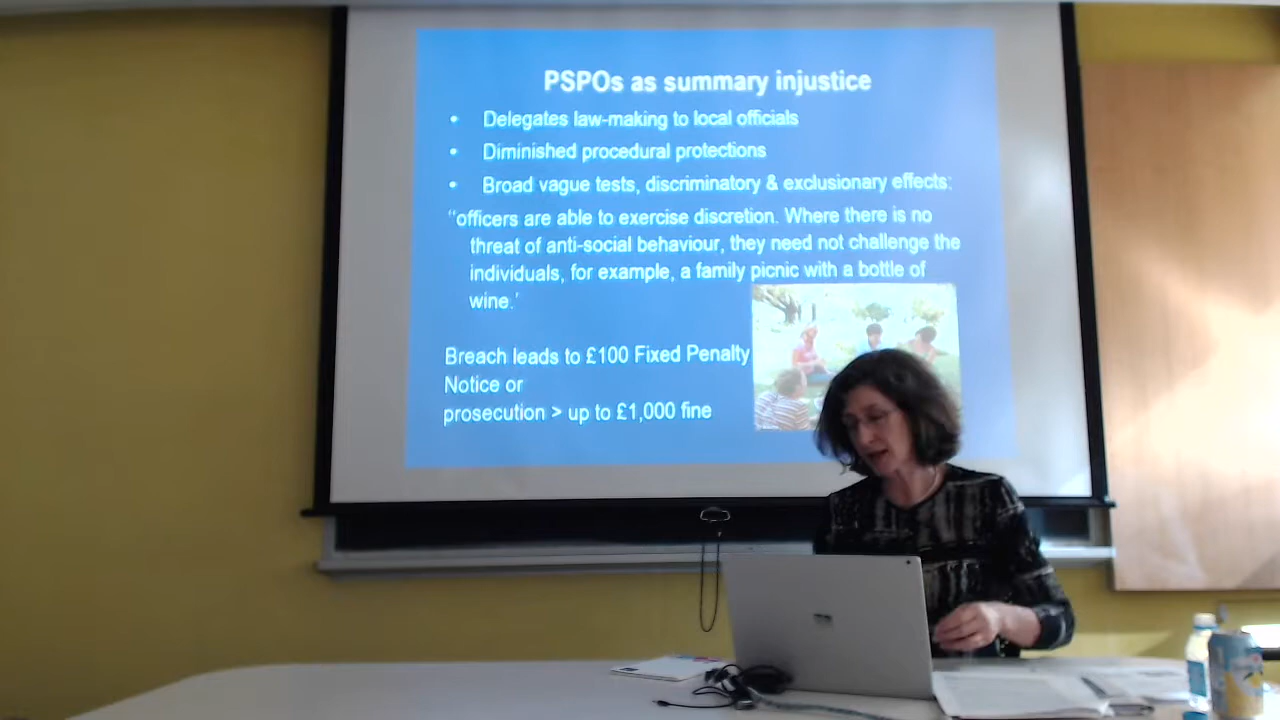 PSPOs as summary injustice
• Delegates law-making to local officials
• Diminished procedural protections
• Broad vague tests, discriminatory & exclusionary effects:
"officers are able to exercise discretion. Where there is no
threat of anti-social behaviour, they need not challenge the
individuals, for example, a family picnic with a bottle of
wine.'
Breach leads to £100 Fixed Penalty
Notice or
prosecution > up to £1,000 fine